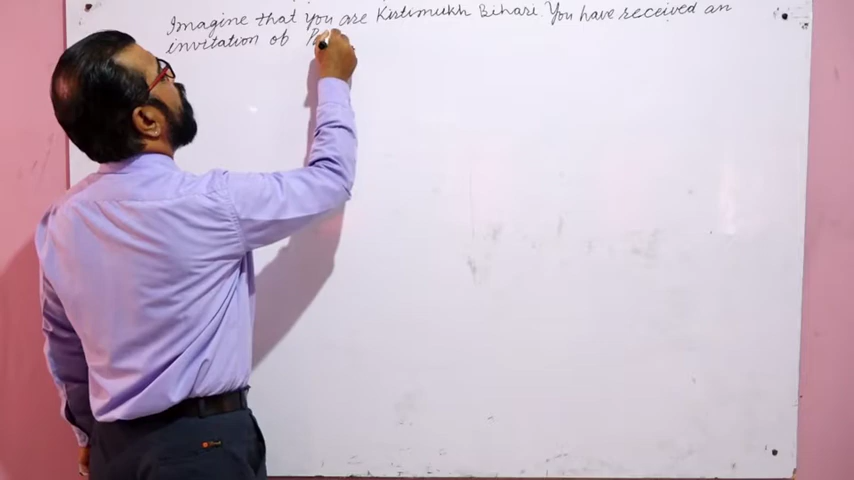 Imagine that you are Kirtimukh Bihari. You have received an
invitation of